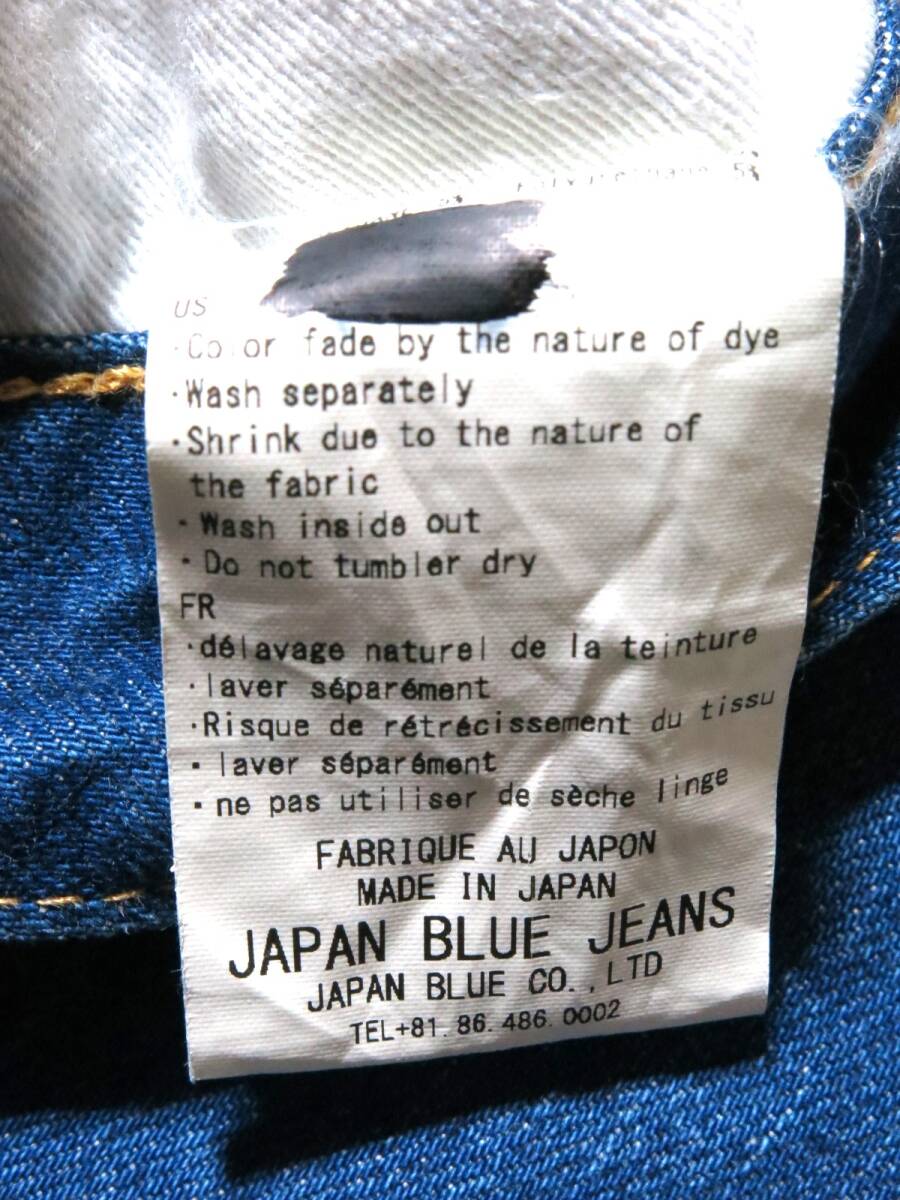 US
·Color fade by the nature of dye
·Wash separately
·Shrink due to the nature of
the fabric
·Wash inside out
·Do not tumbler dry
FR
·délavage naturel de la teinture
·laver séparément
·Risque de rétrécissement du tissu
·laver séparément
·ne pas utiliser de sèche linge
FABRIQUE AU JAPON
MADE IN JAPAN
JAPAN BLUE JEANS
JAPAN BLUE CO.,LTD
TEL+81.86.486.0002